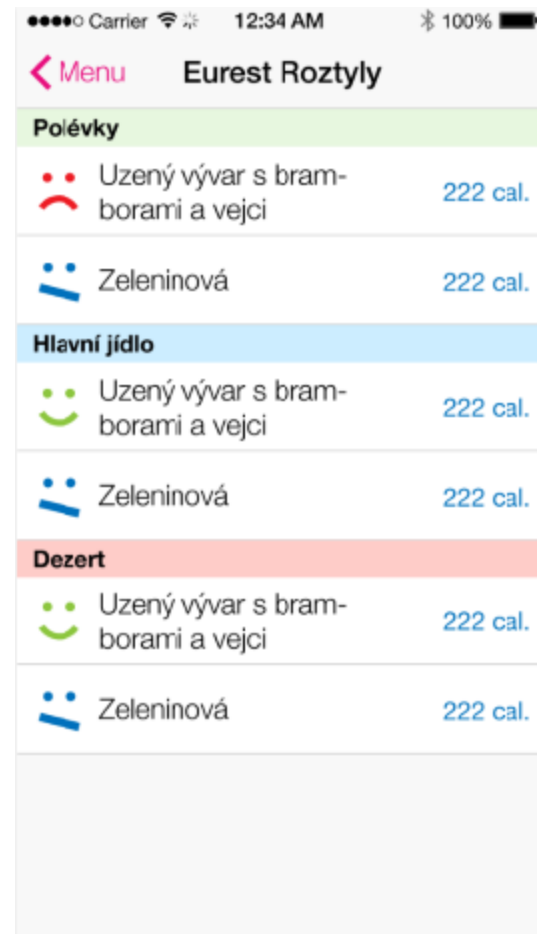 Carrier 12:34 AM 100%
Menu Eurest Roztyly
Polévky
Uzený vývar s bram-
borami a vejci
222 cal.
Zeleninová 222 cal.
Hlavní jídlo
Uzený vývar s bram-
borami a vejci
222 cal.
Zeleninová 222 cal.
Dezert
Uzený vývar s bram-
borami a vejci
222 cal.
Zeleninová 222 cal.